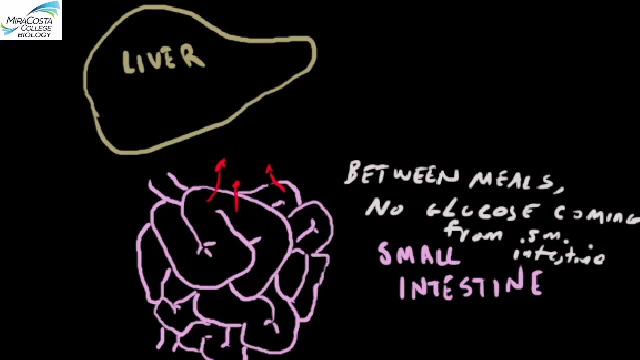 MIRACOSTA
COLLEGE
BIOLOGY
LIVER
BETWEEN MEALS,
NO GLUCOSE COMING
from sm.
intestine
SMALL
INTESTINE